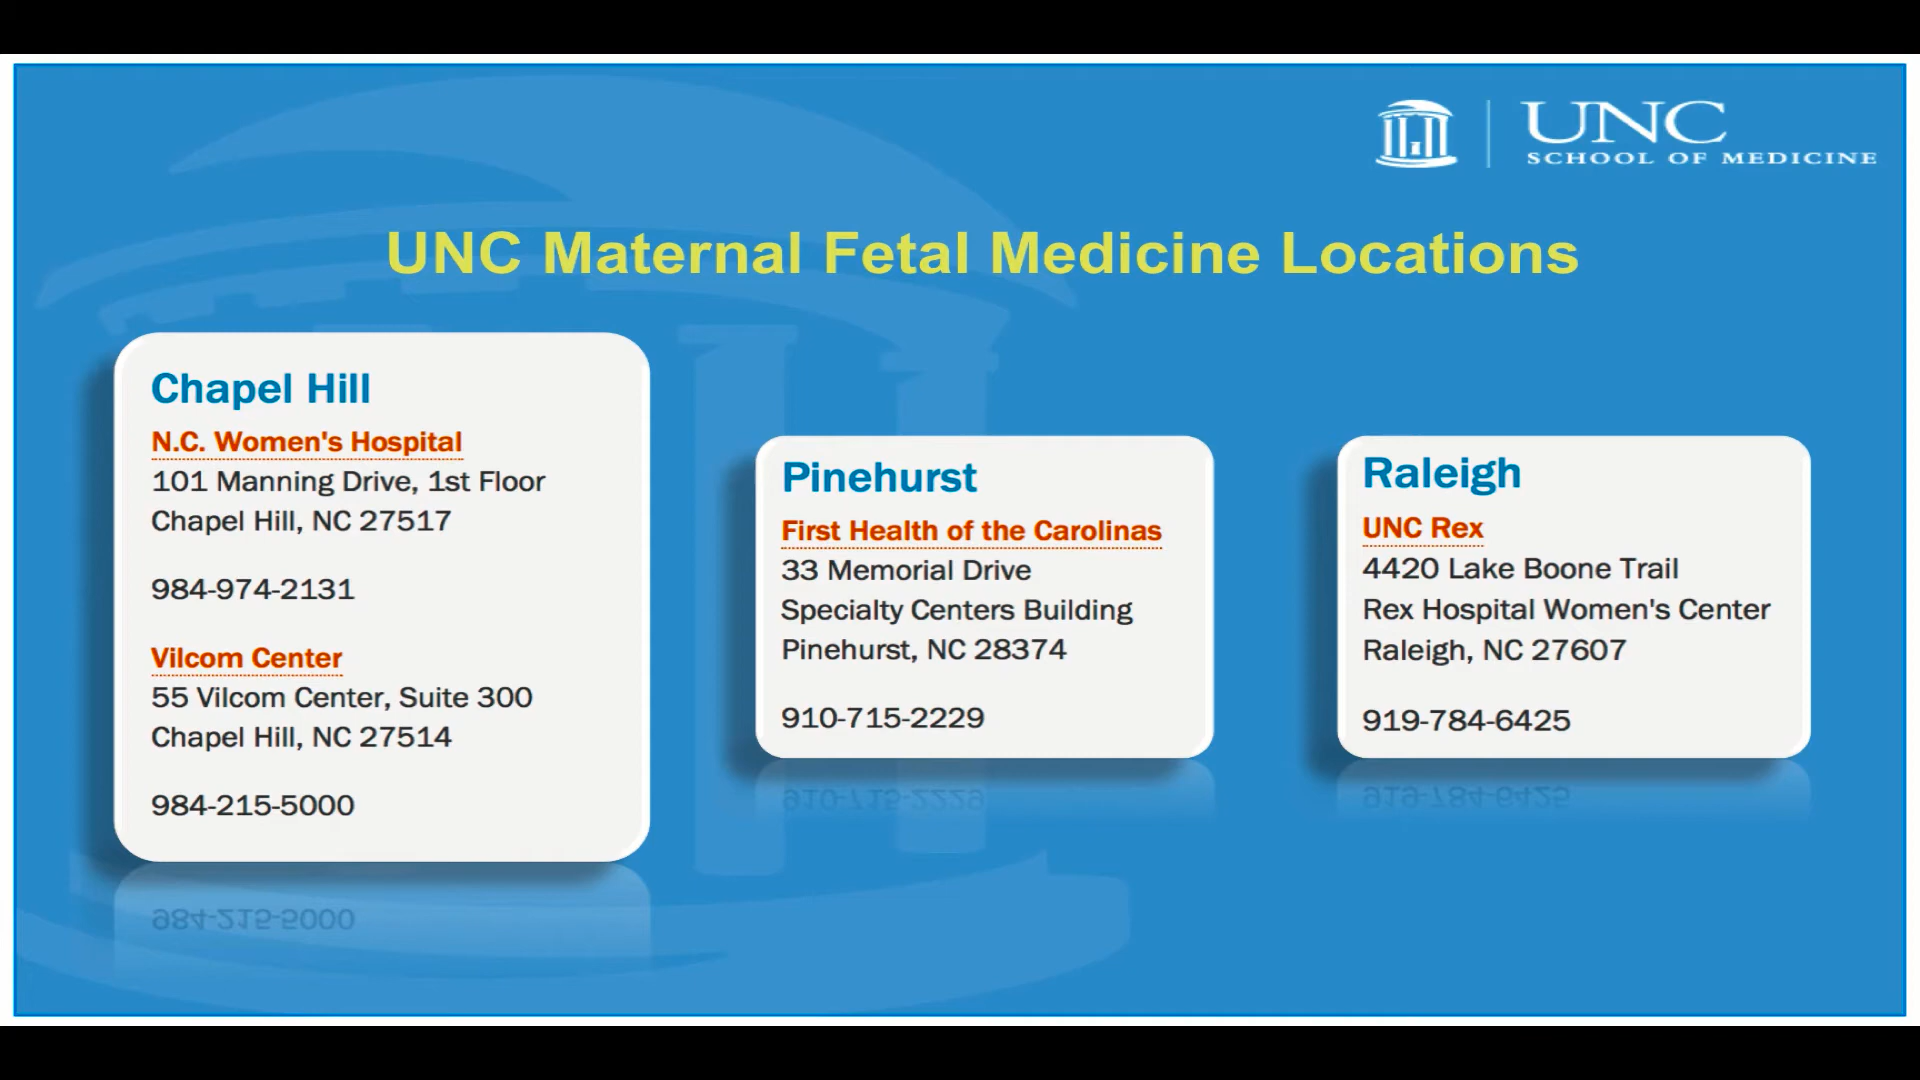 UNC
SCHOOL OF MEDICINE
UNC Maternal Fetal Medicine Locations
Chapel Hill
N.C. Women's Hospital
101 Manning Drive, 1st Floor
Chapel Hill, NC 27517
984-974-2131
Vilcom Center
55 Vilcom Center, Suite 300
Chapel Hill, NC 27514
984-215-5000
Pinehurst
First Health of the Carolinas
33 Memorial Drive
Specialty Centers Building
Pinehurst, NC 28374
910-715-2229
Raleigh
UNC Rex
4420 Lake Boone Trail
Rex Hospital Women's Center
Raleigh, NC 27607
919-784-6425